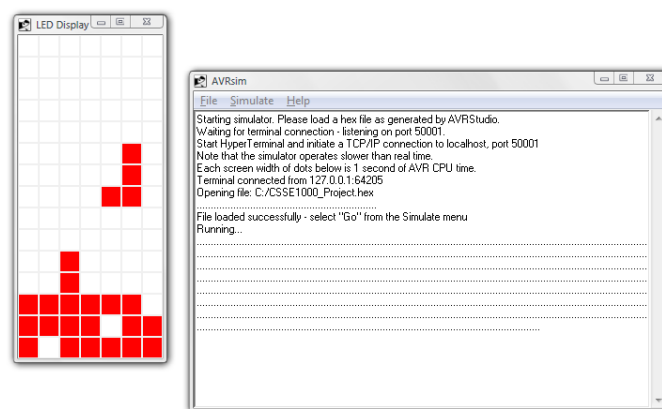 LED Display
AVRsim
File Simulate Help
Starting simulator. Please load a hex file as generated by AVRStudio.
Waiting for terminal connection - listening on port 50001.
Start HyperTerminal and initiate a TCP/IP connection to localhost, port 50001
Note that the simulator operates slower than real time.
Each screen width of dots below is 1 second of AVR CPU time.
Terminal connected from 127.0.0.1:64205
Opening file: C:/CSSE1000_Project.hex
File loaded successfully - select "Go" from the Simulate menu
Running...